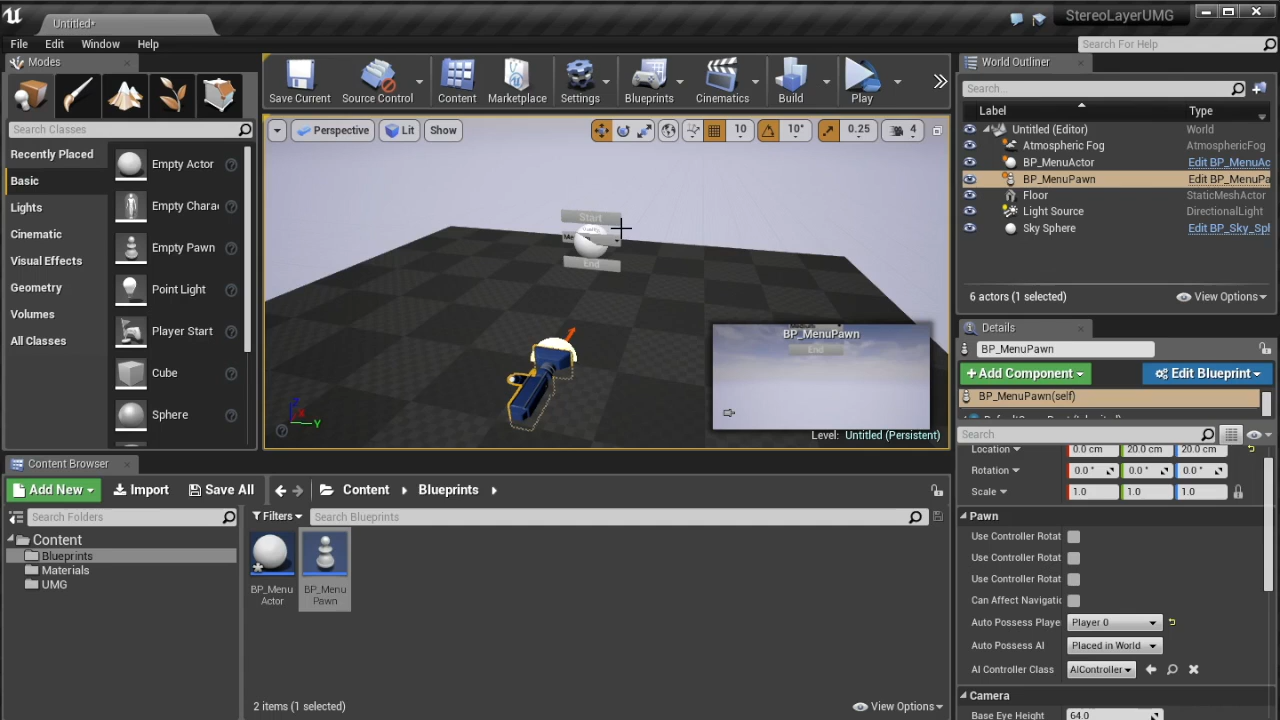 Untitled*
StereoLayerUMG
File Edit Window Help
Search For Help
Modes
Search Classes
Recently Placed
Basic
Lights
Cinematic
Visual Effects
Geometry
Volumes
All Classes
Empty Actor
Empty Chara
Empty Pawn
Point Light
Player Start
Cube
Sphere
Save Current
Source Control
Content
Marketplace
Settings
Blueprints
Cinematics
Build
Play
Perspective
Lit
Show
10
10°
0.25
4
Start
End
BP_MenuPawn
End
Z
X
Y
Level: Untitled (Persistent)
World Outliner
Search...
Label Type
Untitled (Editor) World
Atmospheric Fog AtmosphericFog
BP_MenuActor Edit BP_MenuAc
BP_MenuPawn Edit BP_MenuPa
Floor StaticMeshActor
Light Source DirectionalLight
Sky Sphere Edit BP_Sky_Spl
6 actors (1 selected)
View Options
Details
BP_MenuPawn
+Add Component
Edit Blueprint
BP_MenuPawn(self)
Search
Location 0.0 cm 20.0 cm 20.0 cm
Rotation 0.0 ° 0.0 ° 0.0 °
Scale 1.0 1.0 1.0
Pawn
Use Controller Rotat
Use Controller Rotat
Use Controller Rotat
Can Affect Navigatio
Auto Possess Playe Player 0
Auto Possess AI Placed in World
AI Controller Class AIController
Camera
Base Eye Height 64.0
Content Browser
Add New
Import
Save All
Content
Blueprints
Search Folders
Filters
Search Blueprints
Content
Blueprints
Materials
UMG
BP_Menu
Actor
BP_Menu
Pawn
2 items (1 selected)
View Options